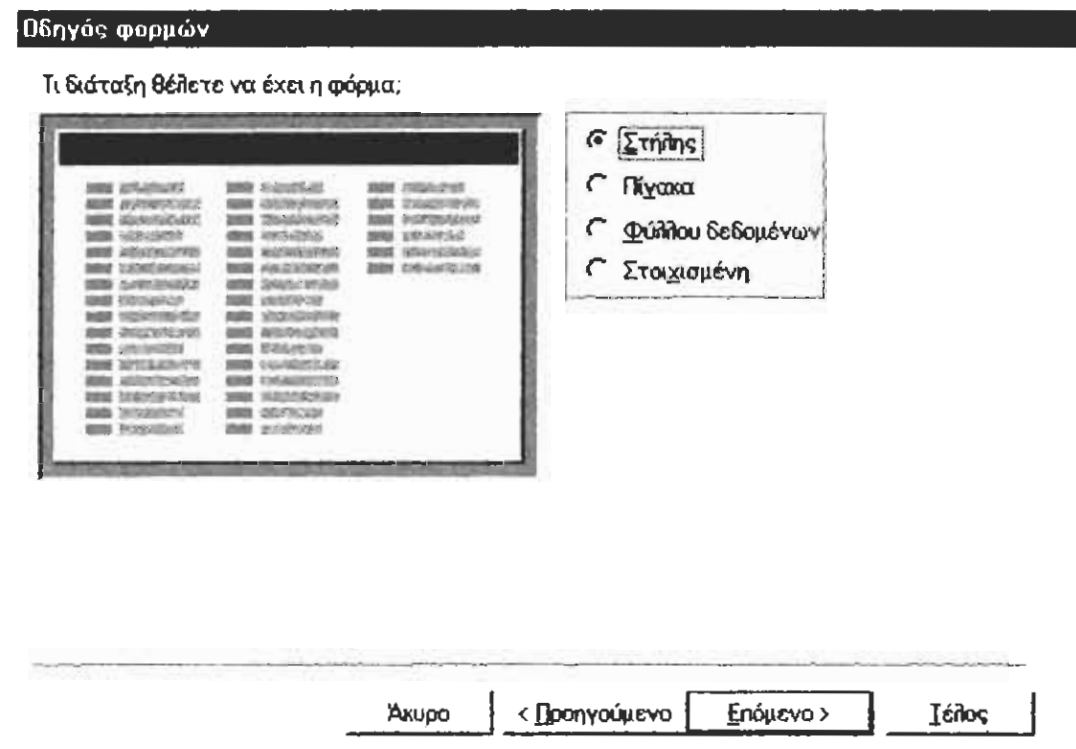 Οδηγός φορμών
Τι διάταξη θέλετε να έχει η φόρμα;
Στήλης
Πίνακα
Φύλλου δεδομένων
Στοιχισμένη
Άκυρο
< Προηγούμενο
Επόμενο >
Τέλος